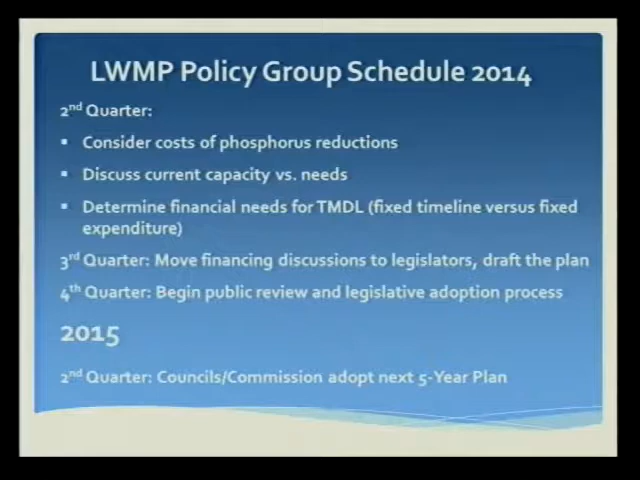 LWMP Policy Group Schedule 2014
2nd Quarter:
▪ Consider costs of phosphorus reductions
▪ Discuss current capacity vs. needs
▪ Determine financial needs for TMDL (fixed timeline versus fixed
expenditure)
3rd Quarter: Move financing discussions to legislators, draft the plan
4th Quarter: Begin public review and legislative adoption process
2015
2nd Quarter: Councils/Commission adopt next 5-Year Plan